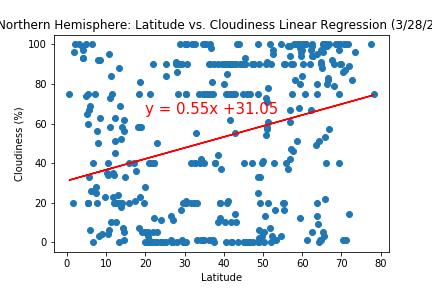 Northern Hemisphere: Latitude vs. Cloudiness Linear Regression (3/28/2
100
80
60
40
20
0
Cloudiness (%)
y = 0.55x +31.05
0 10 20 30 40 50 60 70 80
Latitude